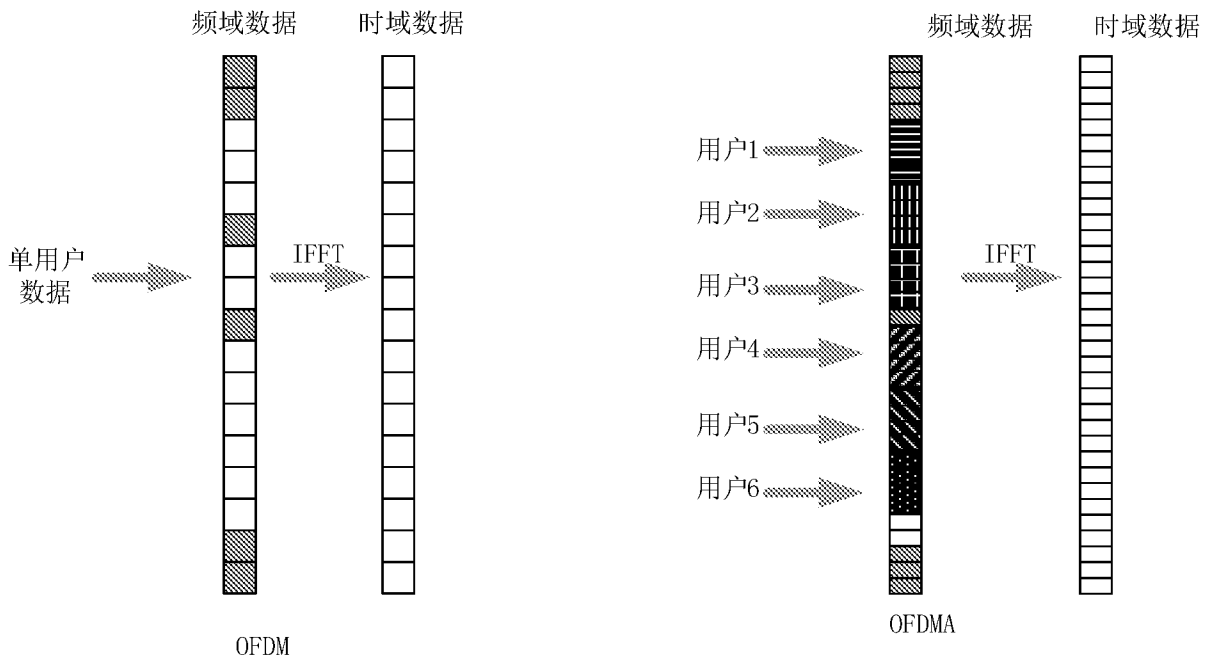 频域数据
时域数据
单用户
数据
IFFT
OFDM
频域数据
时域数据
用户1
用户2
用户3
用户4
用户5
用户6
IFFT
OFDMA